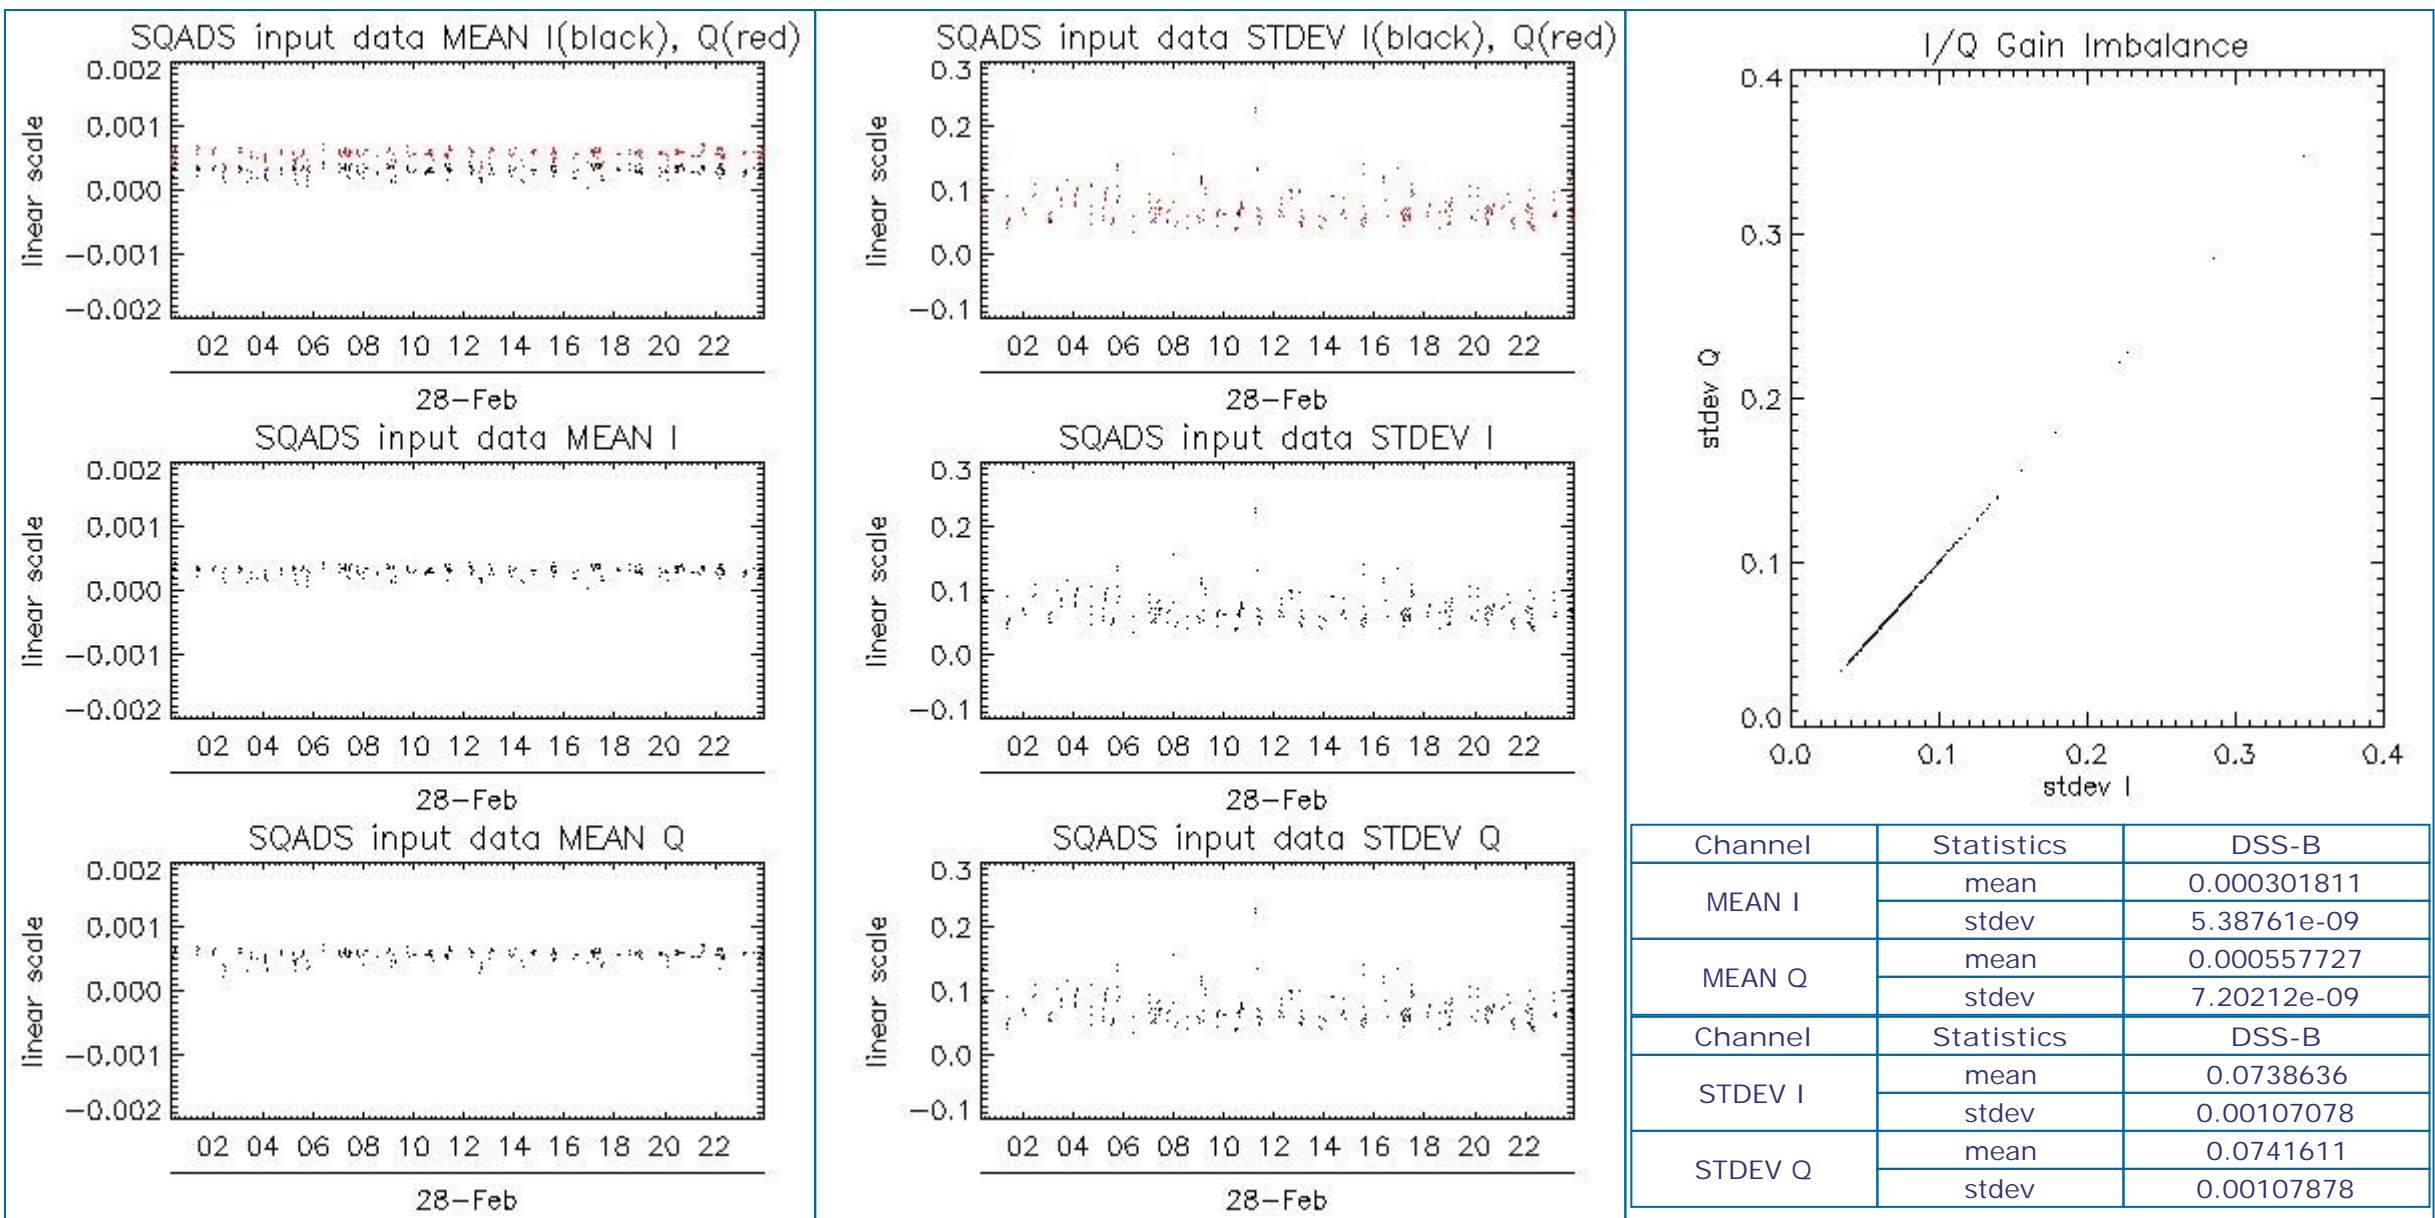 SQADS input data MEAN I(black), Q(red)
0.002
0.001
0.000
−0.001
−0.002
linear scale
02 04 06 08 10 12 14 16 18 20 22
28−Feb
SQADS input data MEAN I
0.002
0.001
0.000
−0.001
−0.002
linear scale
02 04 06 08 10 12 14 16 18 20 22
28−Feb
SQADS input data MEAN Q
0.002
0.001
0.000
−0.001
−0.002
linear scale
02 04 06 08 10 12 14 16 18 20 22
28−Feb
SQADS input data STDEV I(black), Q(red)
0.3
0.2
0.1
0.0
−0.1
linear scale
02 04 06 08 10 12 14 16 18 20 22
28−Feb
SQADS input data STDEV I
0.3
0.2
0.1
0.0
−0.1
linear scale
02 04 06 08 10 12 14 16 18 20 22
28−Feb
SQADS input data STDEV Q
0.3
0.2
0.1
0.0
−0.1
linear scale
02 04 06 08 10 12 14 16 18 20 22
28−Feb
I/Q Gain Imbalance
0.4
0.3
0.2
0.1
0.0
stdev Q
0.0 0.1 0.2 0.3 0.4
stdev I
Channel Statistics DSS-B
MEAN I mean 0.000301811
stdev 5.38761e-09
MEAN Q mean 0.000557727
stdev 7.20212e-09
Channel Statistics DSS-B
STDEV I mean 0.0738636
stdev 0.00107078
STDEV Q mean 0.0741611
stdev 0.00107878